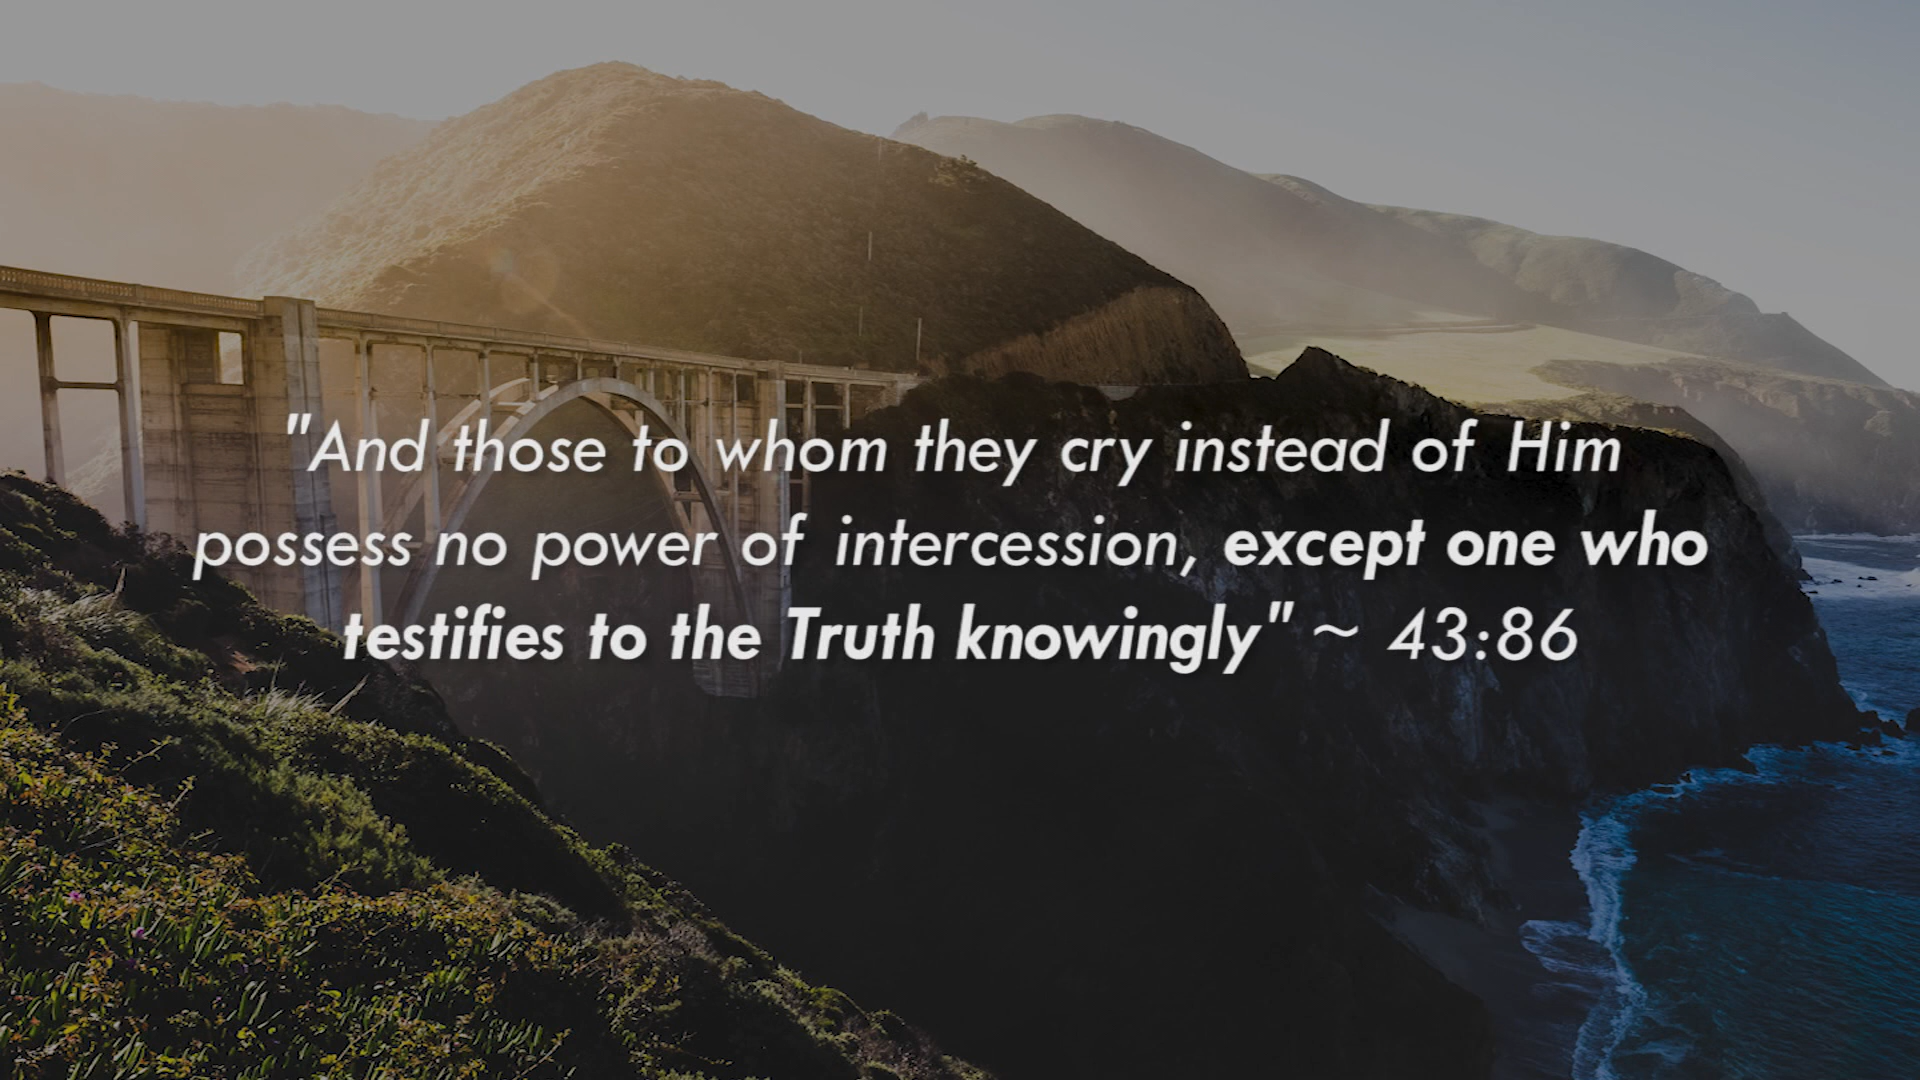 "And those to whom they cry instead of Him
possess no power of intercession, except one who
testifies to the Truth knowingly" ~ 43:86